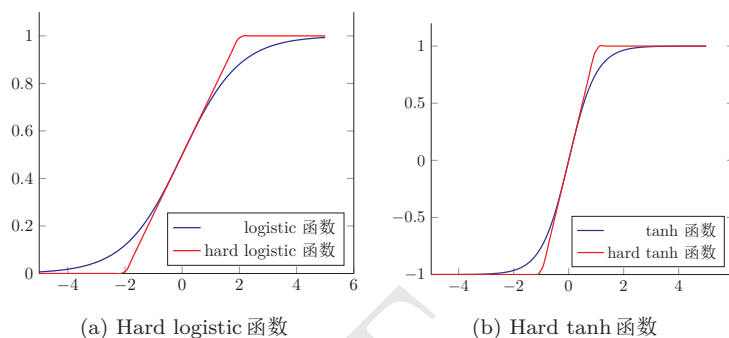 1
0.8
0.6
0.4
0.2
0
−4 −2 0 2 4 6
logistic 函数
hard logistic 函数
(a) Hard logistic 函数
1
0.5
0
−0.5
−1
−4 −2 0 2 4
tanh 函数
hard tanh 函数
(b) Hard tanh 函数